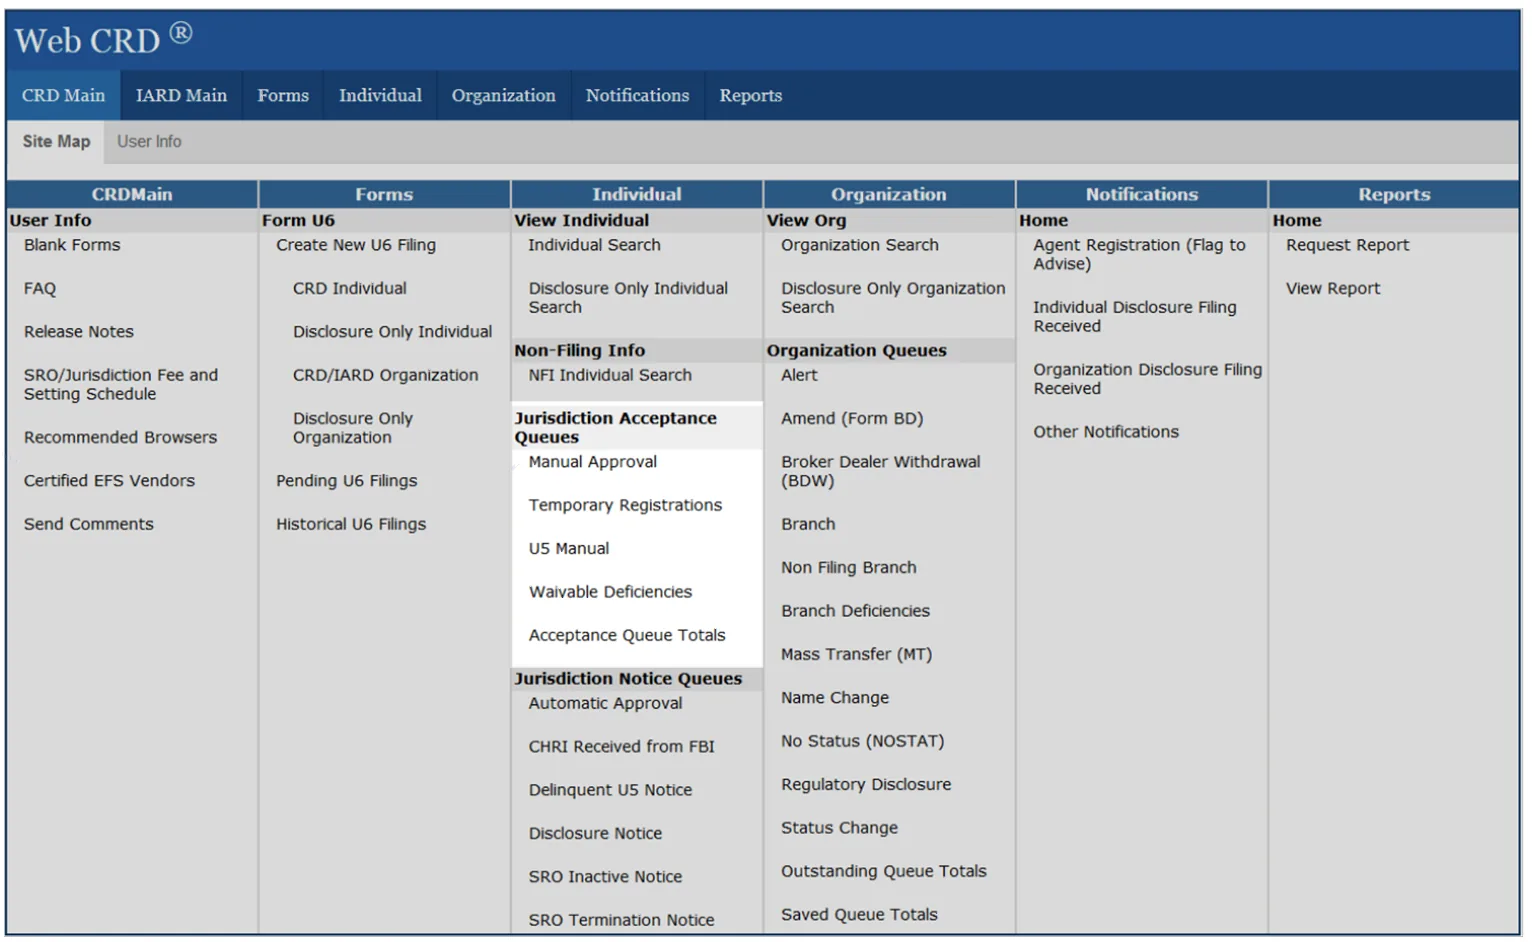 Web CRD ®
CRD Main
IARD Main
Forms
Individual
Organization
Notifications
Reports
Site Map
User Info
CRDMain
User Info
Blank Forms
FAQ
Release Notes
SRO/Jurisdiction Fee and
Setting Schedule
Recommended Browsers
Certified EFS Vendors
Send Comments
Forms
Form U6
Create New U6 Filing
CRD Individual
Disclosure Only Individual
CRD/IARD Organization
Disclosure Only
Organization
Pending U6 Filings
Historical U6 Filings
Individual
View Individual
Individual Search
Disclosure Only Individual
Search
Non-Filing Info
NFI Individual Search
Jurisdiction Acceptance
Queues
Manual Approval
Temporary Registrations
U5 Manual
Waivable Deficiencies
Acceptance Queue Totals
Jurisdiction Notice Queues
Automatic Approval
CHRI Received from FBI
Delinquent U5 Notice
Disclosure Notice
SRO Inactive Notice
SRO Termination Notice
Organization
View Org
Organization Search
Disclosure Only Organization
Search
Organization Queues
Alert
Amend (Form BD)
Broker Dealer Withdrawal
(BDW)
Branch
Non Filing Branch
Branch Deficiencies
Mass Transfer (MT)
Name Change
No Status (NOSTAT)
Regulatory Disclosure
Status Change
Outstanding Queue Totals
Saved Queue Totals
Notifications
Home
Agent Registration (Flag to
Advise)
Individual Disclosure Filing
Received
Organization Disclosure Filing
Received
Other Notifications
Reports
Home
Request Report
View Report